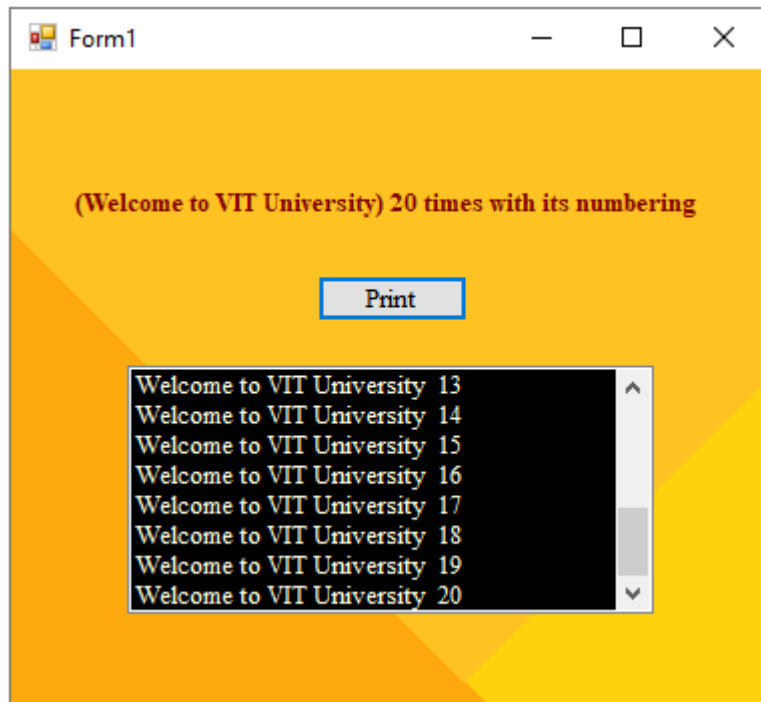 Form1
(Welcome to VIT University) 20 times with its numbering
Print
Welcome to VIT University  13
Welcome to VIT University  14
Welcome to VIT University  15
Welcome to VIT University  16
Welcome to VIT University  17
Welcome to VIT University  18
Welcome to VIT University  19
Welcome to VIT University  20